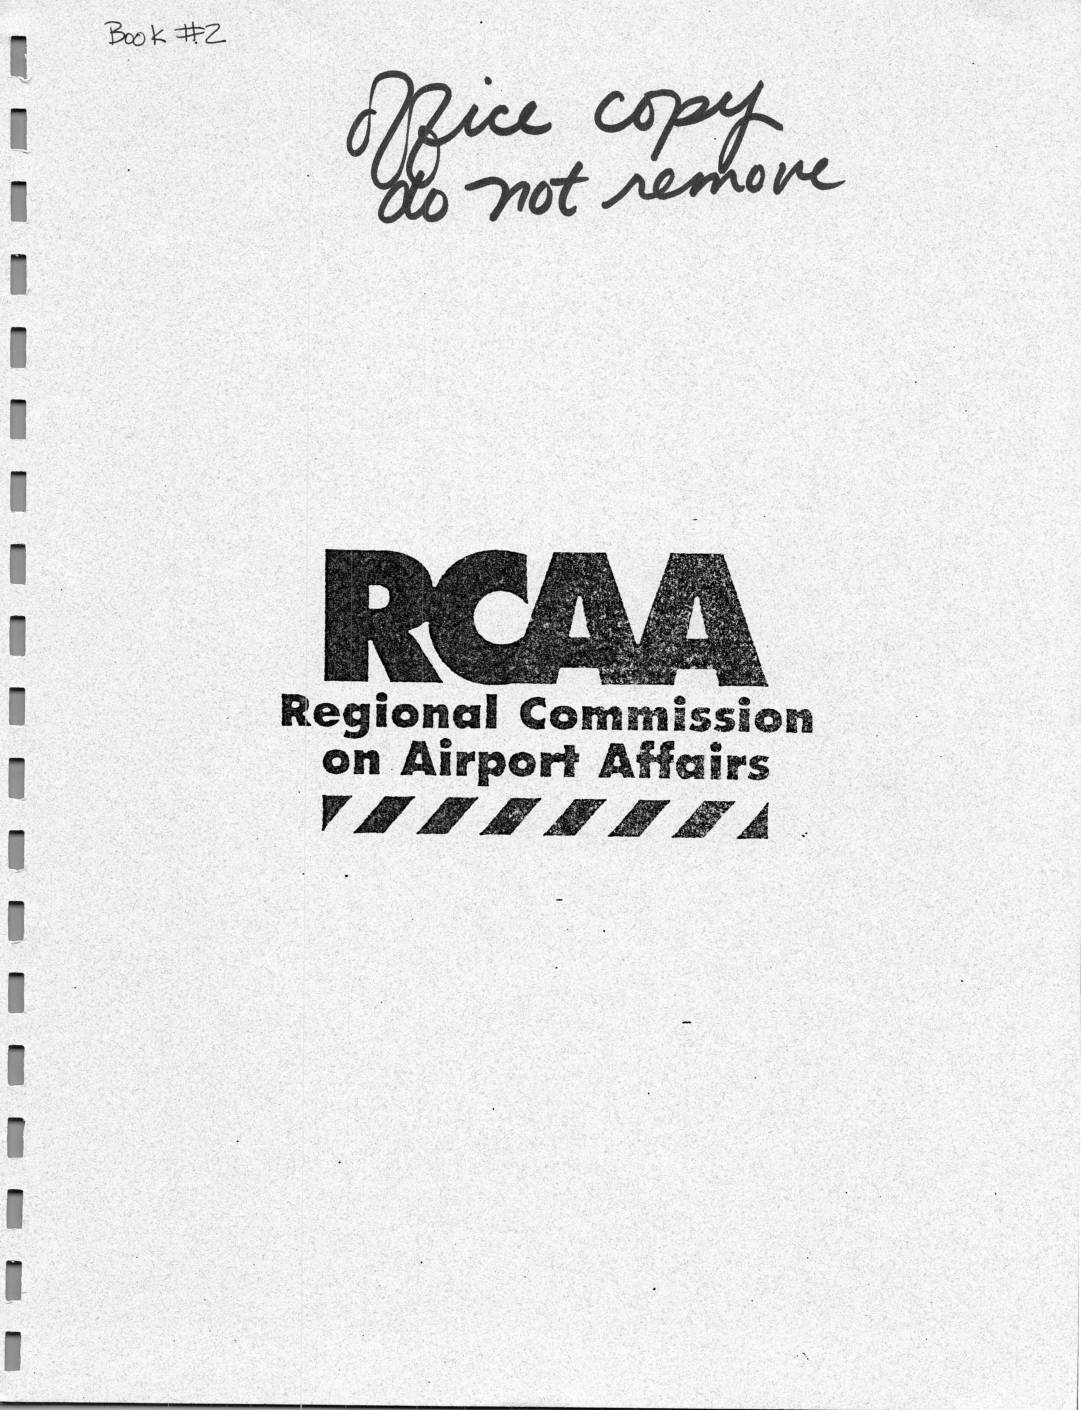 Book #2
Office copy
do not remove
RCAA
Regional Commission
on Airport Affairs